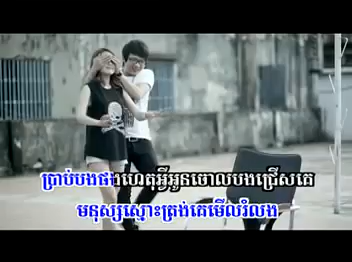 ប្រាប់បងផងហេតុអ្វីអូនចោលបងជ្រើសគេ
មនុស្សស្មោះត្រង់គេមើលរំលង